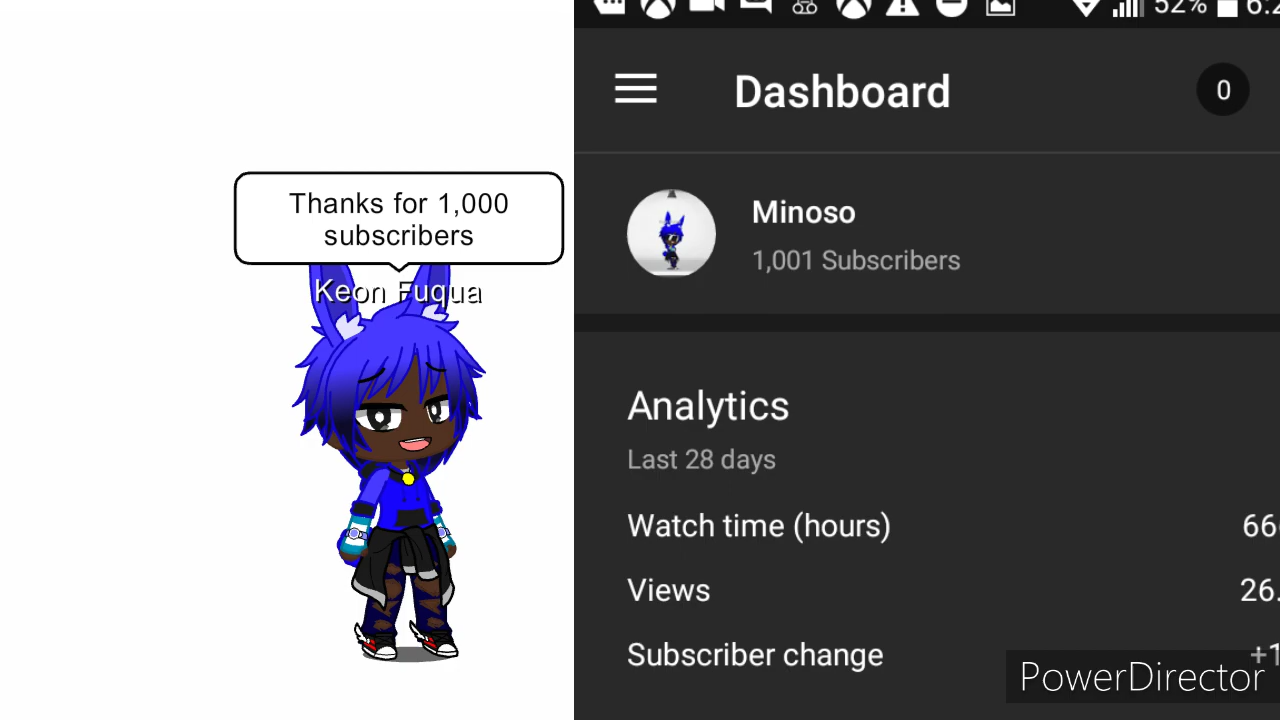 Thanks for 1,000
subscribers
Keon Fuqua
52%
Dashboard
0
Minoso
1,001 Subscribers
Analytics
Last 28 days
Watch time (hours)
Views
Subscriber change
PowerDirector